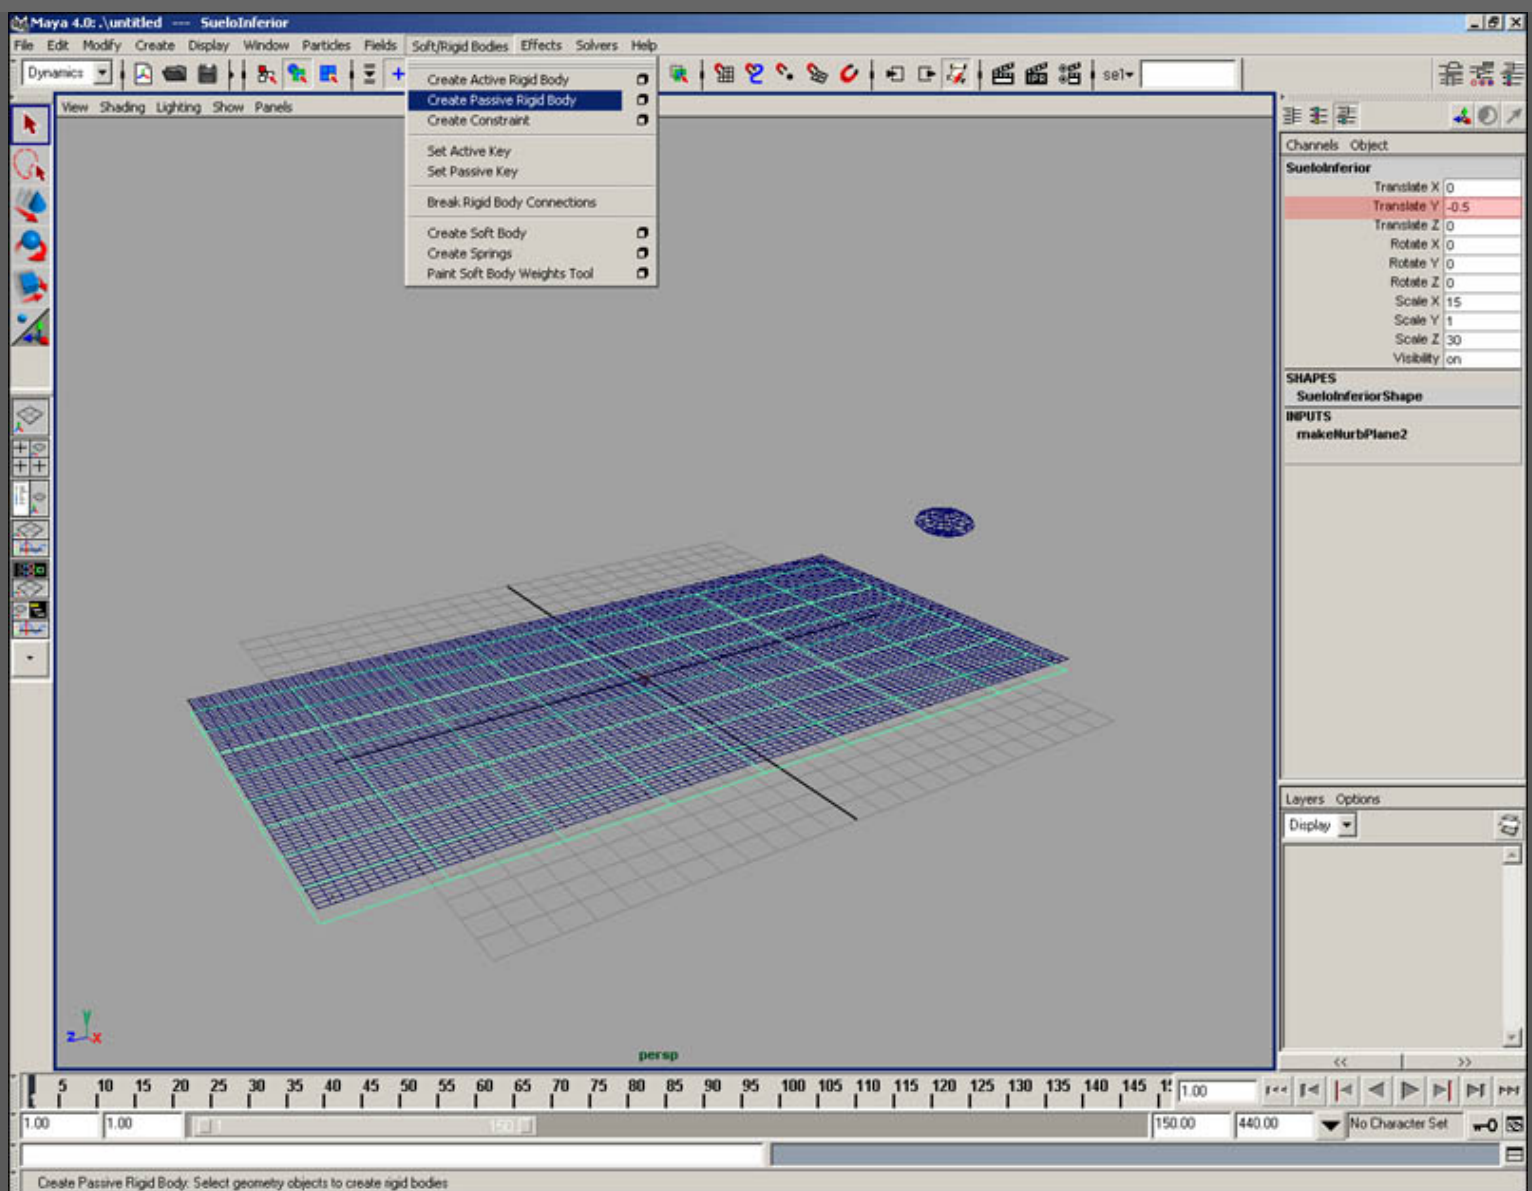 Maya 4.0: .\untitled --- SueloInferior
File Edit Modify Create Display Window Particles Fields Soft/Rigid Bodies Effects Solvers Help
Dynamics
sel
Create Active Rigid Body
Create Passive Rigid Body
Create Constraint
Set Active Key
Set Passive Key
Break Rigid Body Connections
Create Soft Body
Create Springs
Paint Soft Body Weights Tool
View Shading Lighting Show Panels
Channels Object
SueloInferior
Translate X 0
Translate Y -0.5
Translate Z 0
Rotate X 0
Rotate Y 0
Rotate Z 0
Scale X 15
Scale Y 1
Scale Z 30
Visibility on
SHAPES
SueloInferiorShape
INPUTS
makeNurbPlane2
Layers Options
Display
<< >>
y
z x
persp
5 10 15 20 25 30 35 40 45 50 55 60 65 70 75 80 85 90 95 100 105 110 115 120 125 130 135 140 145 1.00
1.00 1.00 1 150 150.00 440.00 No Character Set
Create Passive Rigid Body: Select geometry objects to create rigid bodies